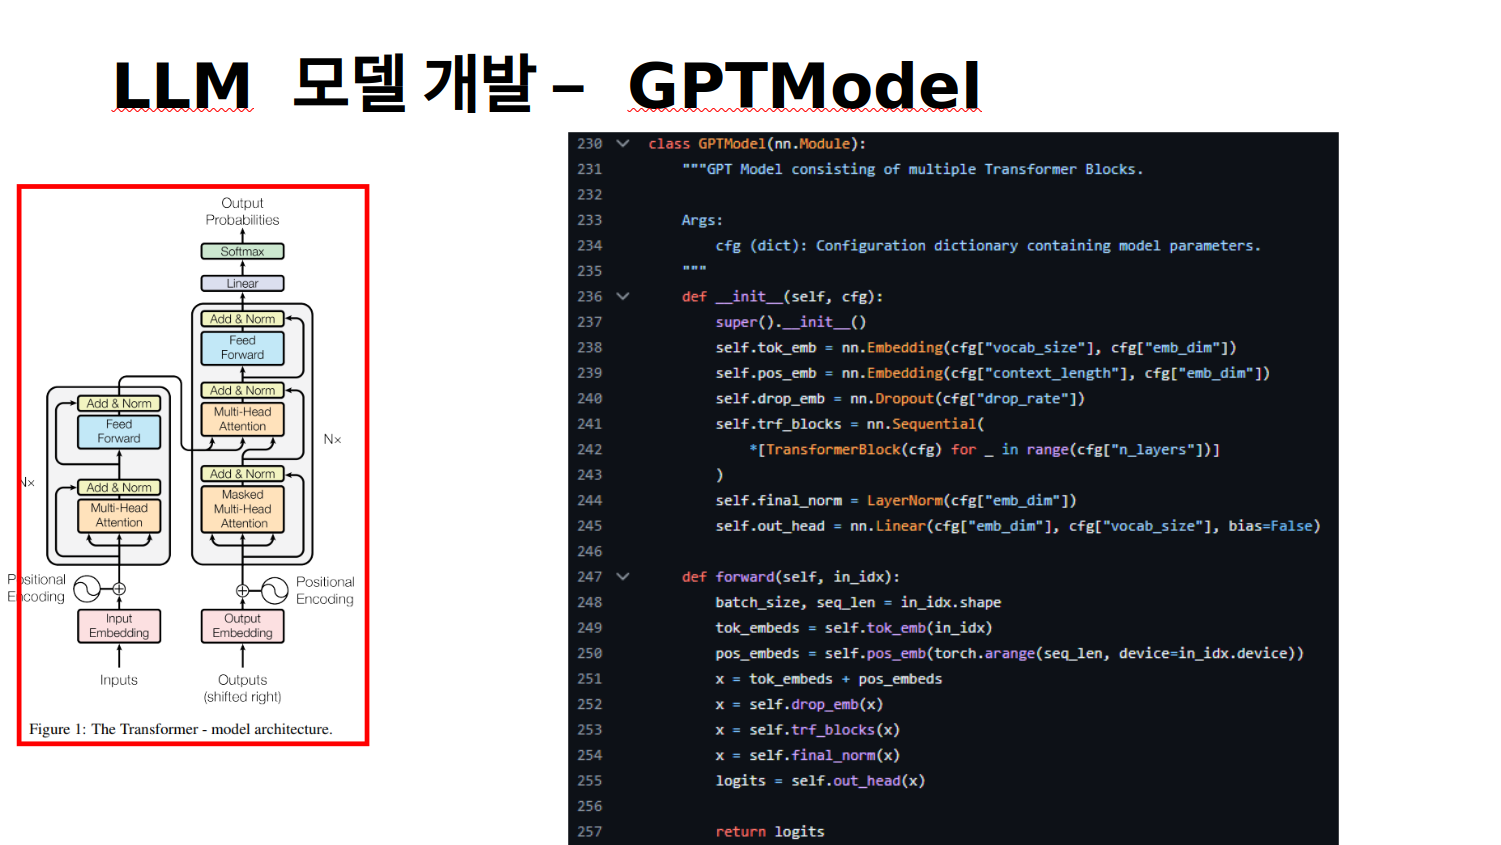 LLM 모델 개발 – GPTModel
Output
Probabilities
Softmax
Linear
Add & Norm
Feed
Forward
Add & Norm
Multi-Head
Attention
Nx
Add & Norm
Masked
Multi-Head
Attention
Add & Norm
Feed
Forward
Nx
Add & Norm
Multi-Head
Attention
Positional
Encoding
Positional
Encoding
Input
Embedding
Output
Embedding
Inputs
Outputs
(shifted right)
Figure 1: The Transformer - model architecture.
230 class GPTModel(nn.Module):
231 """GPT Model consisting of multiple Transformer Blocks.
232
233 Args:
234 cfg (dict): Configuration dictionary containing model parameters.
235 """
236 def __init__(self, cfg):
237 super().__init__()
238 self.tok_emb = nn.Embedding(cfg["vocab_size"], cfg["emb_dim"])
239 self.pos_emb = nn.Embedding(cfg["context_length"], cfg["emb_dim"])
240 self.drop_emb = nn.Dropout(cfg["drop_rate"])
241 self.trf_blocks = nn.Sequential(
242 *[TransformerBlock(cfg) for _ in range(cfg["n_layers"])]
243 )
244 self.final_norm = LayerNorm(cfg["emb_dim"])
245 self.out_head = nn.Linear(cfg["emb_dim"], cfg["vocab_size"], bias=False)
246
247 def forward(self, in_idx):
248 batch_size, seq_len = in_idx.shape
249 tok_embeds = self.tok_emb(in_idx)
250 pos_embeds = self.pos_emb(torch.arange(seq_len, device=in_idx.device))
251 x = tok_embeds + pos_embeds
252 x = self.drop_emb(x)
253 x = self.trf_blocks(x)
254 x = self.final_norm(x)
255 logits = self.out_head(x)
256
257 return logits